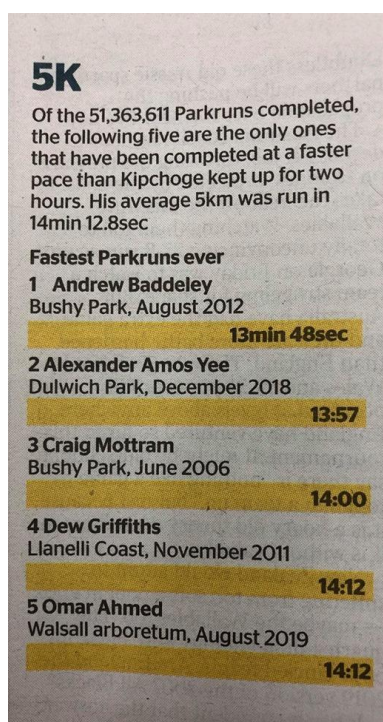 5K
Of the 51,363,611 Parkruns completed,
the following five are the only ones
that have been completed at a faster
pace than Kipchoge kept up for two
hours. His average 5km was run in
14min 12.8sec
Fastest Parkruns ever
1 Andrew Baddeley
Bushy Park, August 2012
13min 48sec
2 Alexander Amos Yee
Dulwich Park, December 2018
13:57
3 Craig Mottram
Bushy Park, June 2006
14:00
4 Dew Griffiths
Llanelli Coast, November 2011
14:12
5 Omar Ahmed
Walsall arboretum, August 2019
14:12